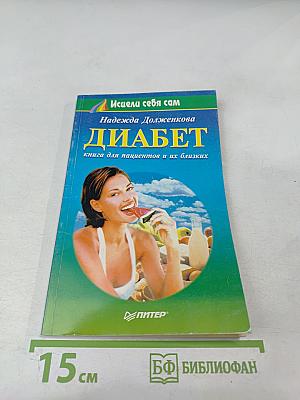 Исцели себя сам
Надежда Долженкова
ДИАБЕТ
книга для пациентов и их близких
ПИТЕР
15 см
БФ БИБЛИОФАН